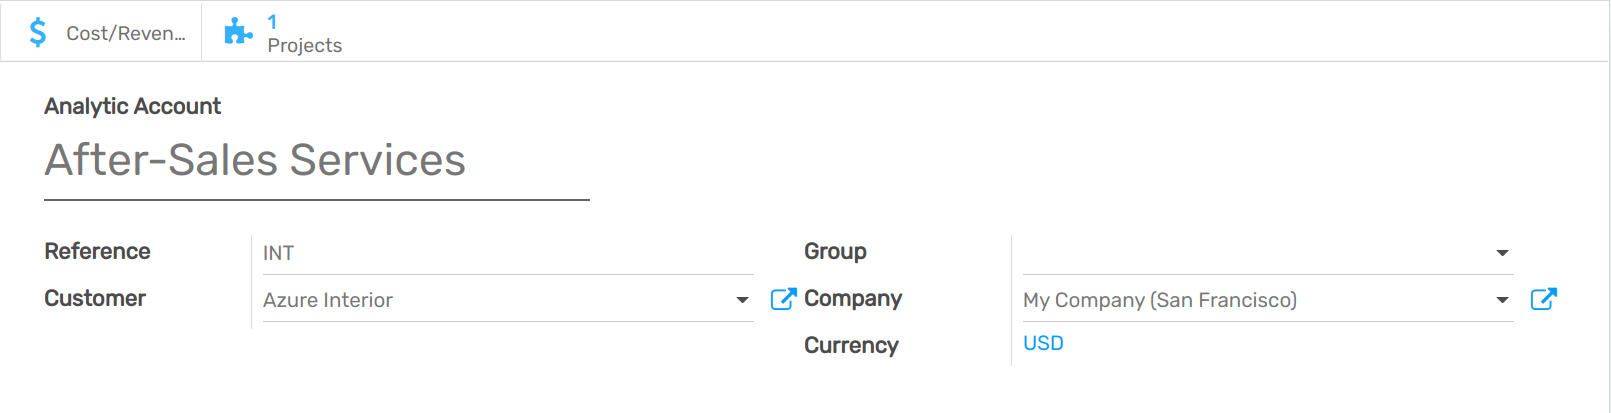 Cost/Reven...
1
Projects
Analytic Account
After-Sales Services
Reference
INT
Customer
Azure Interior
Group
Company
My Company (San Francisco)
Currency
USD